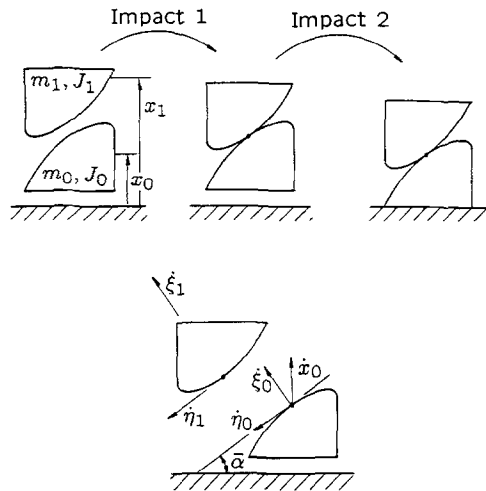 Impact 1
Impact 2
m₁, J₁
x₁
m₀, J₀
x₀
ξ̇₁
η̇₁
ẋ₀
ξ̇₀
η̇₀
ᾱ